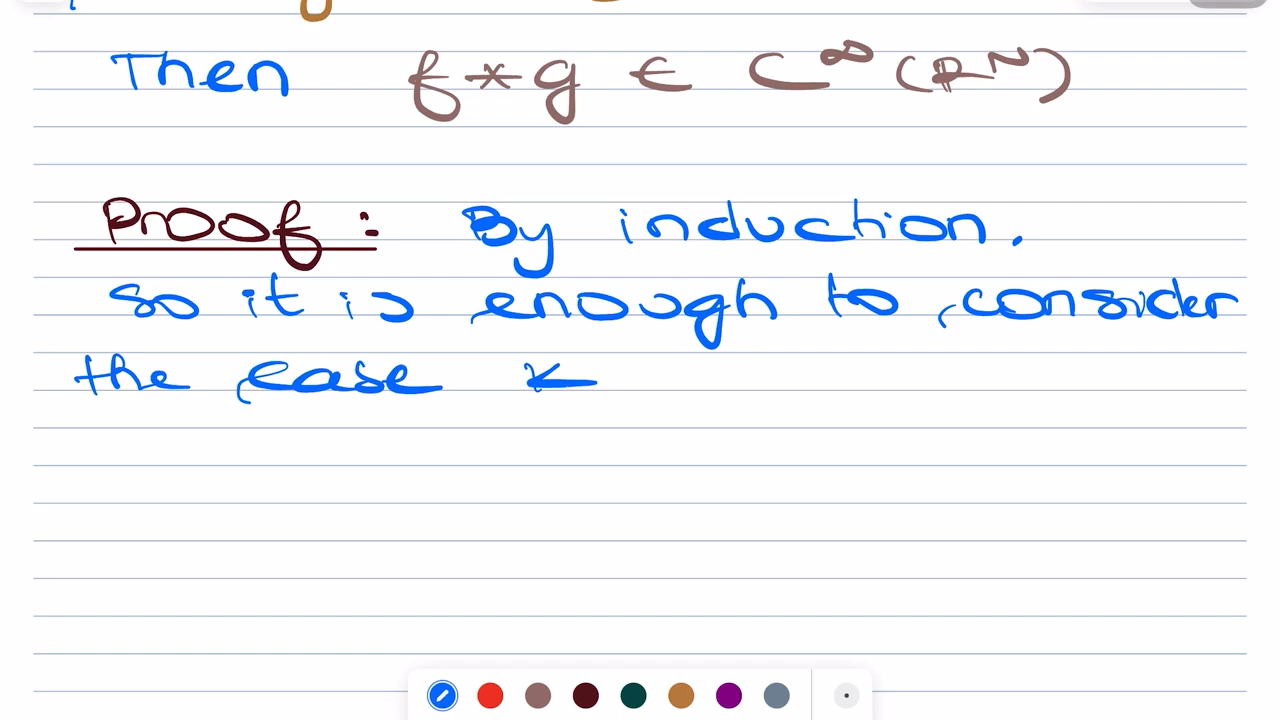 Then f * g ∈ C^∞ (R^N)
Proof : By induction.
so it is enough to consider
the case